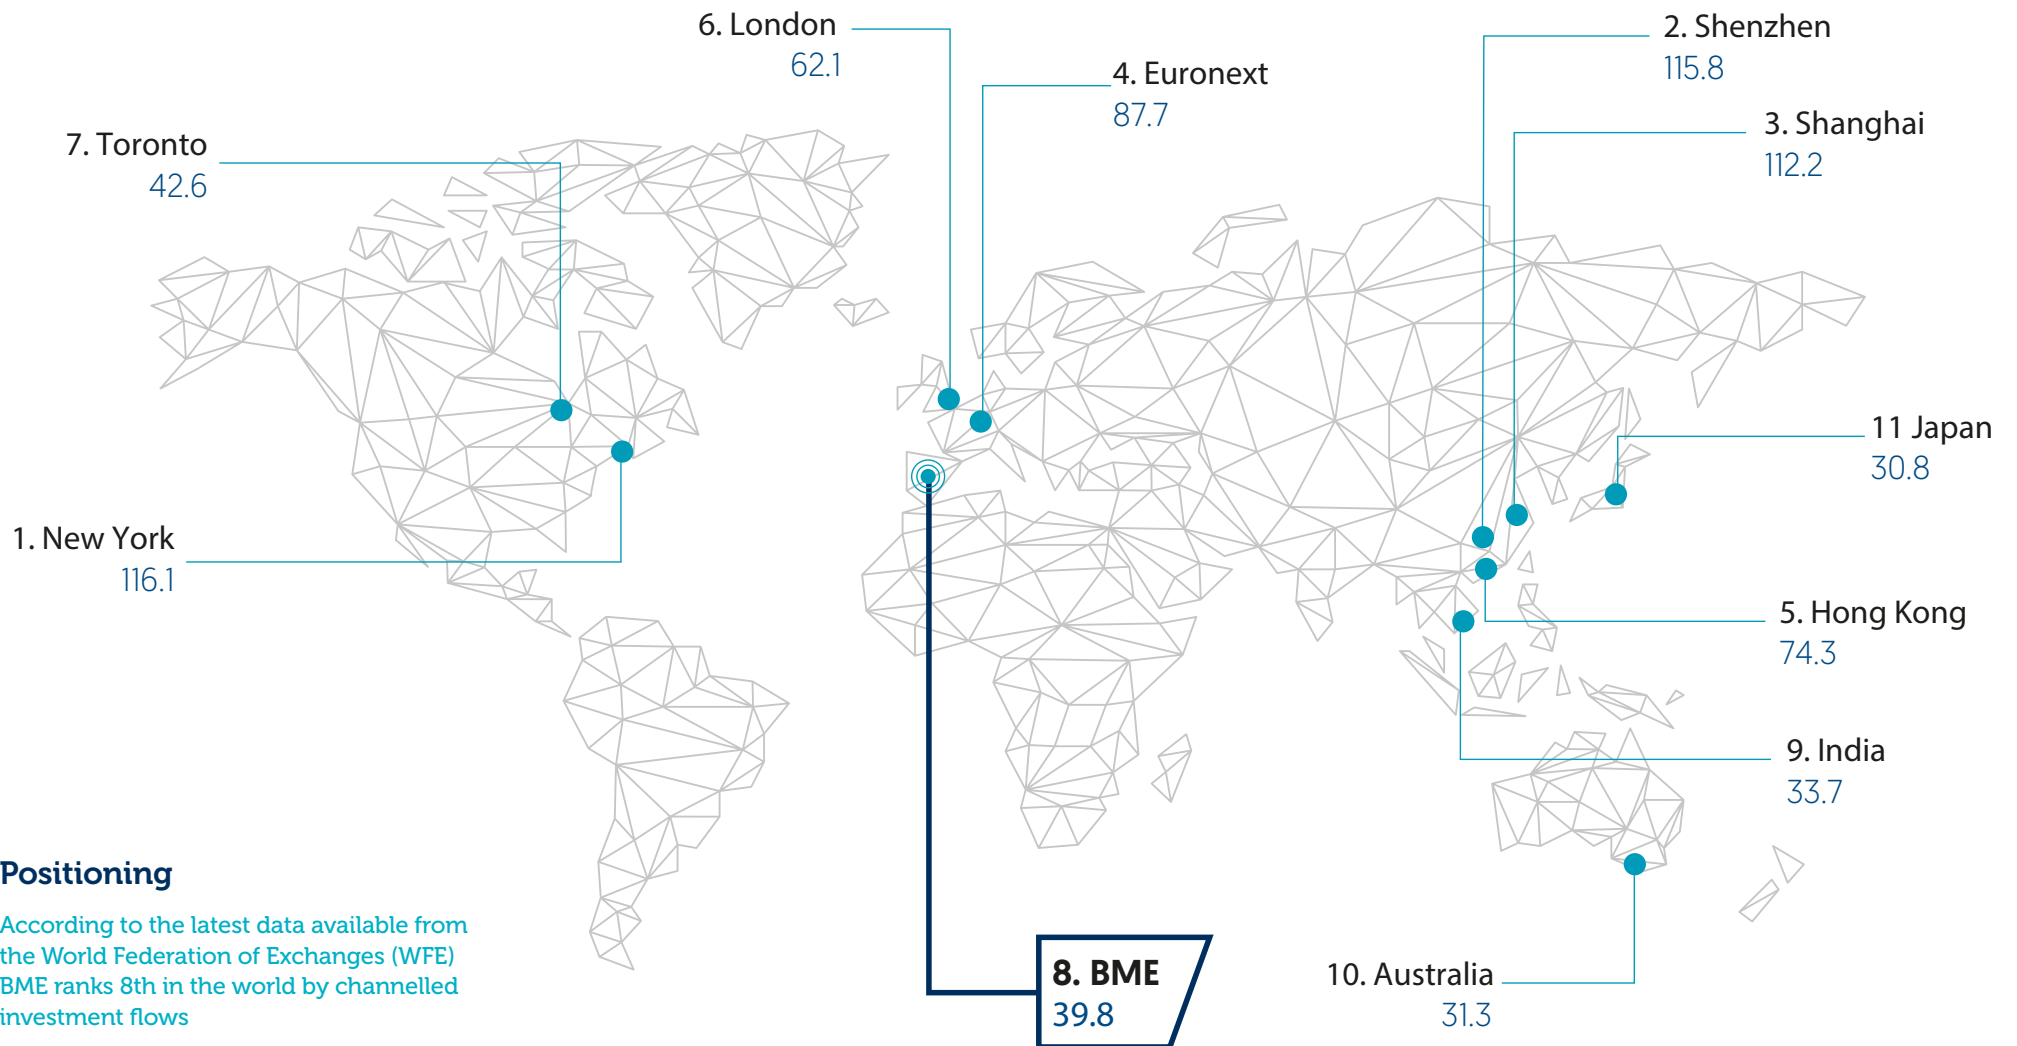 6. London
62.1
2. Shenzhen
115.8
4. Euronext
87.7
3. Shanghai
112.2
7. Toronto
42.6
11 Japan
30.8
1. New York
116.1
5. Hong Kong
74.3
9. India
33.7
Positioning
According to the latest data available from
the World Federation of Exchanges (WFE)
BME ranks 8th in the world by channelled
investment flows
8. BME
39.8
10. Australia
31.3